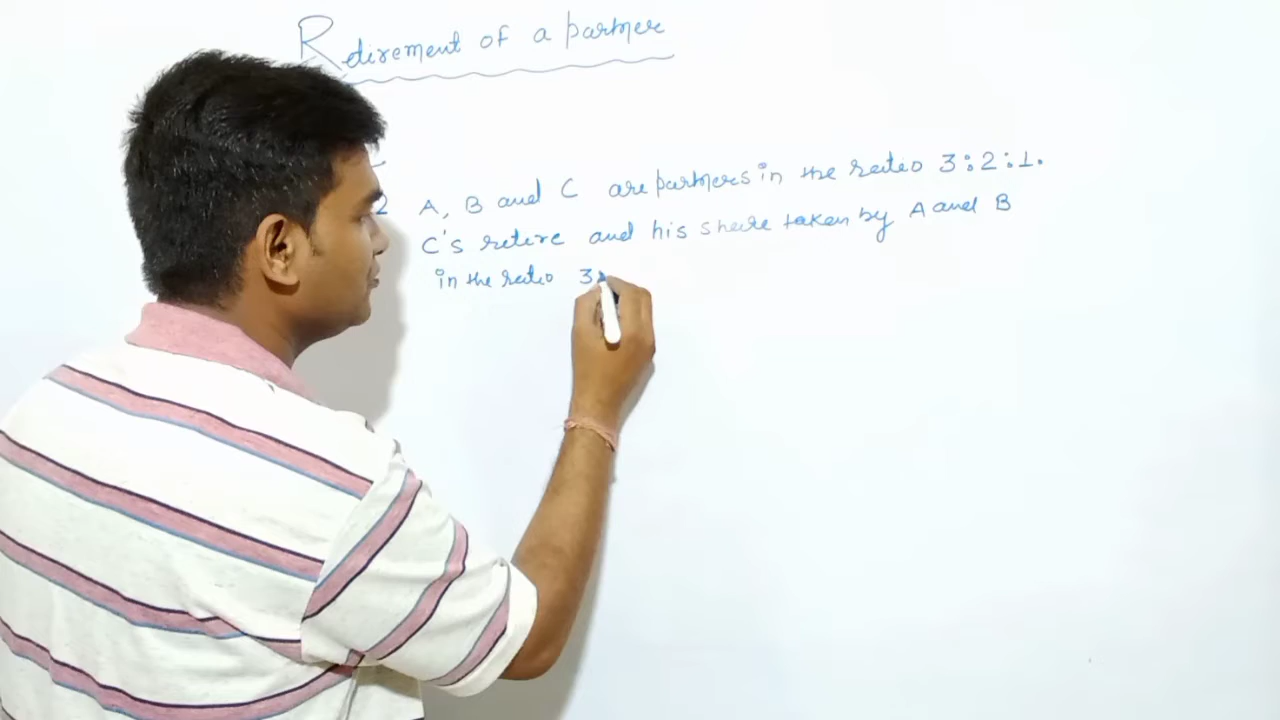 Retirement of a partner
2 A, B and C are partners in the ratio 3:2:1.
C's retire and his share taken by A and B
in the ratio 3